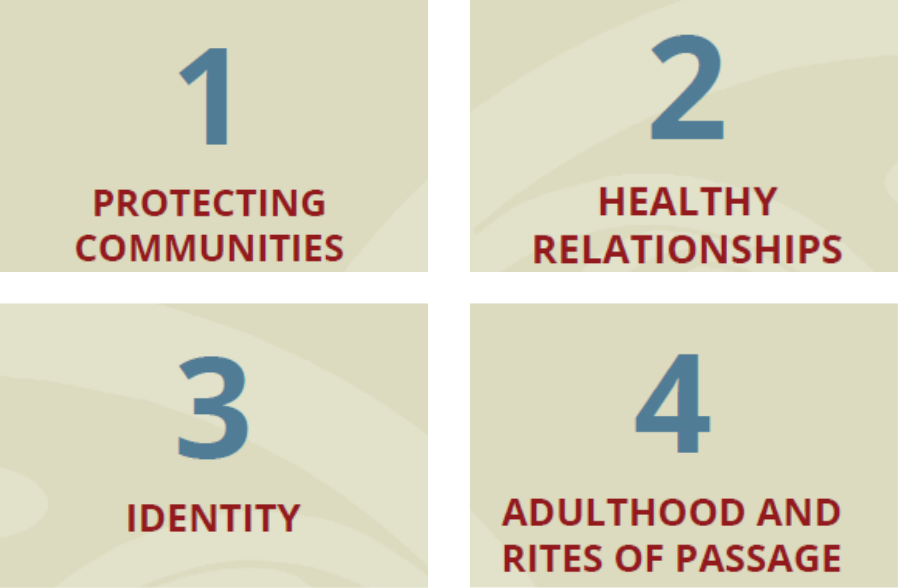 1
PROTECTING
COMMUNITIES
2
HEALTHY
RELATIONSHIPS
3
IDENTITY
4
ADULTHOOD AND
RITES OF PASSAGE